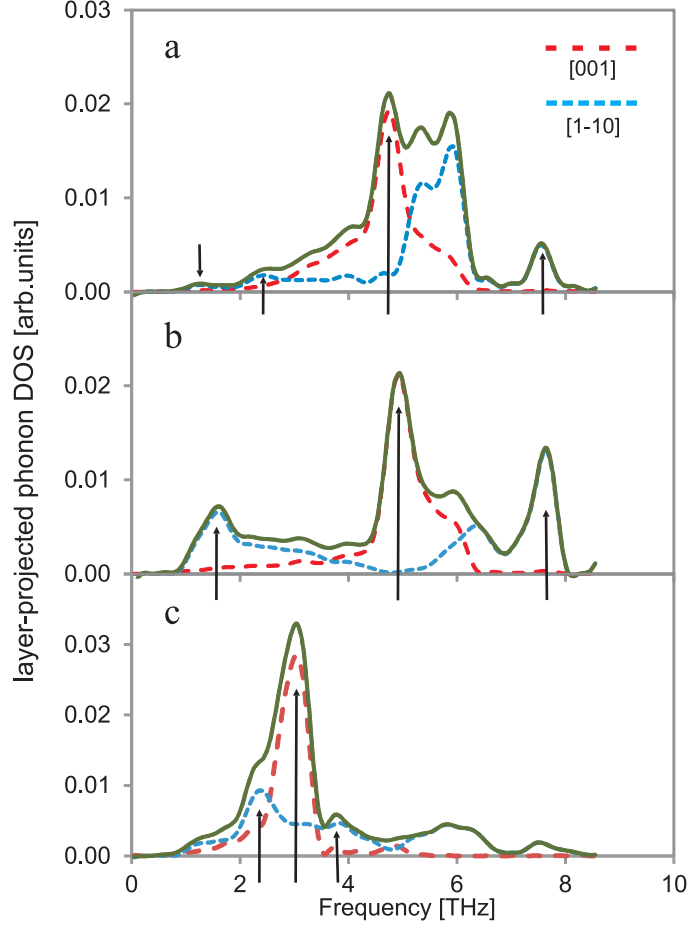 0.03
a
[001]
[1-10]
0.02
0.01
0.00
b
0.02
0.01
0.00
c
0.03
0.02
0.01
0.00
0 2 4 6 8 10
Frequency [THz]
layer-projected phonon DOS [arb.units]